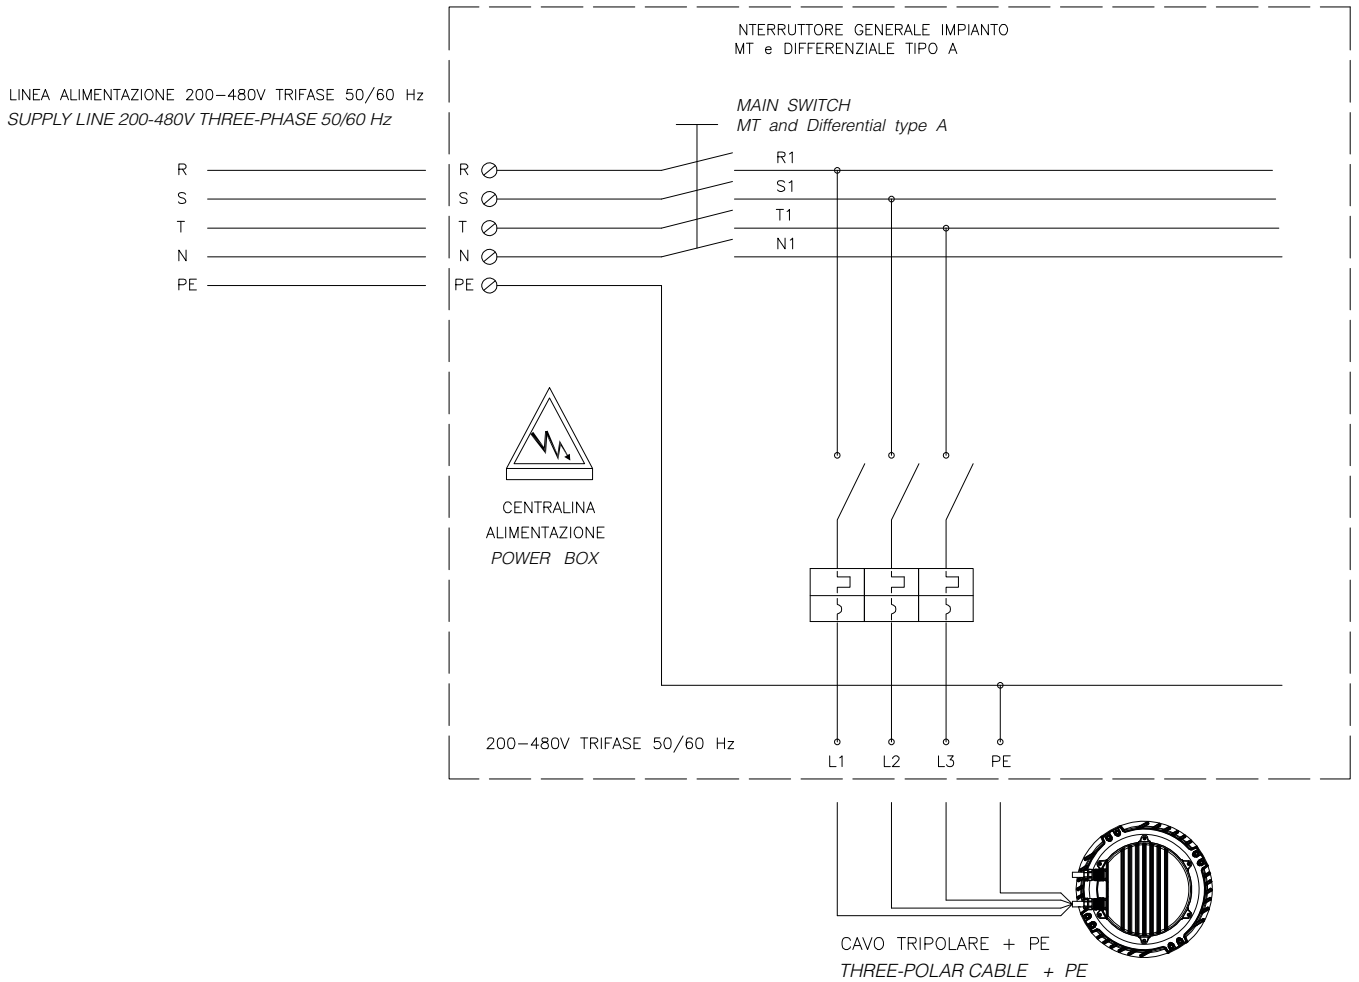 NTERRUTTORE GENERALE IMPIANTO
MT e DIFFERENZIALE TIPO A
LINEA ALIMENTAZIONE 200-480V TRIFASE 50/60 Hz
SUPPLY LINE 200-480V THREE-PHASE 50/60 Hz
MAIN SWITCH
MT and Differential type A
R R R1
S S S1
T T T1
N N N1
PE PE
CENTRALINA
ALIMENTAZIONE
POWER BOX
200-480V TRIFASE 50/60 Hz
L1 L2 L3 PE
CAVO TRIPOLARE + PE
THREE-POLAR CABLE + PE